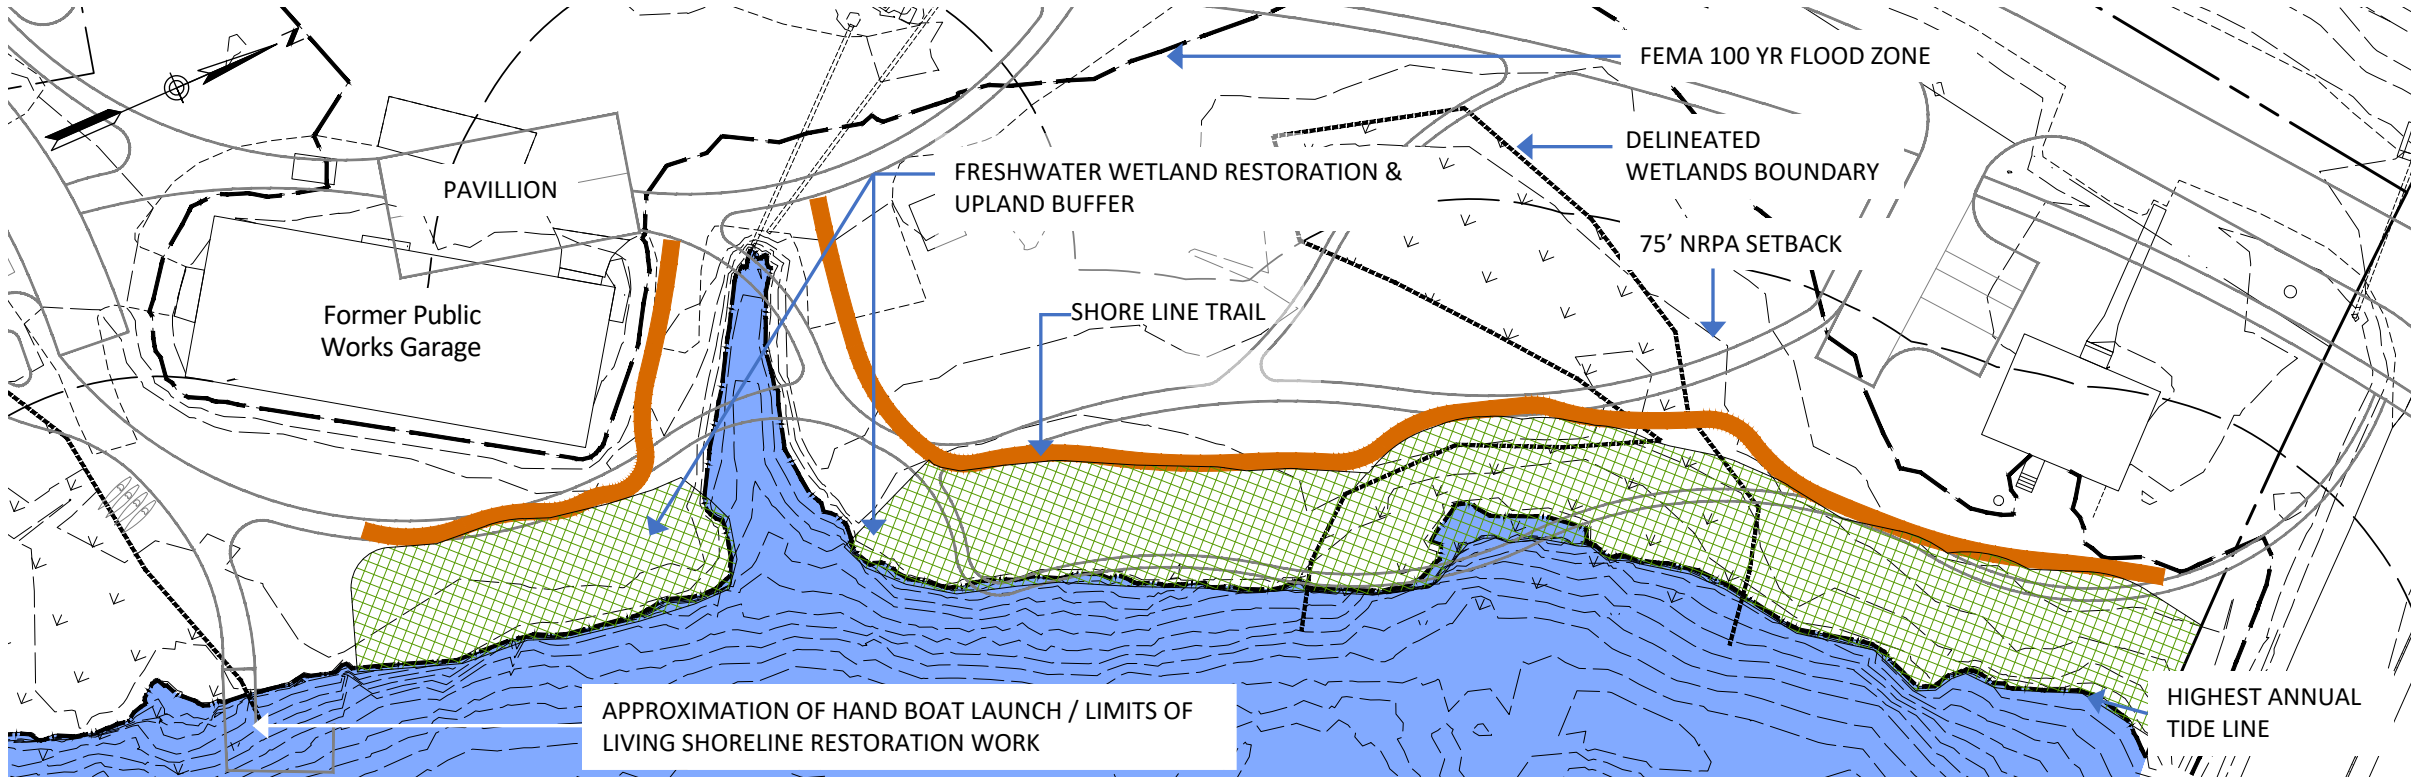 N
FEMA 100 YR FLOOD ZONE
DELINEATED
WETLANDS BOUNDARY
FRESHWATER WETLAND RESTORATION &
UPLAND BUFFER
PAVILLION
75' NRPA SETBACK
SHORE LINE TRAIL
Former Public
Works Garage
HIGHEST ANNUAL
TIDE LINE
APPROXIMATION OF HAND BOAT LAUNCH / LIMITS OF
LIVING SHORELINE RESTORATION WORK